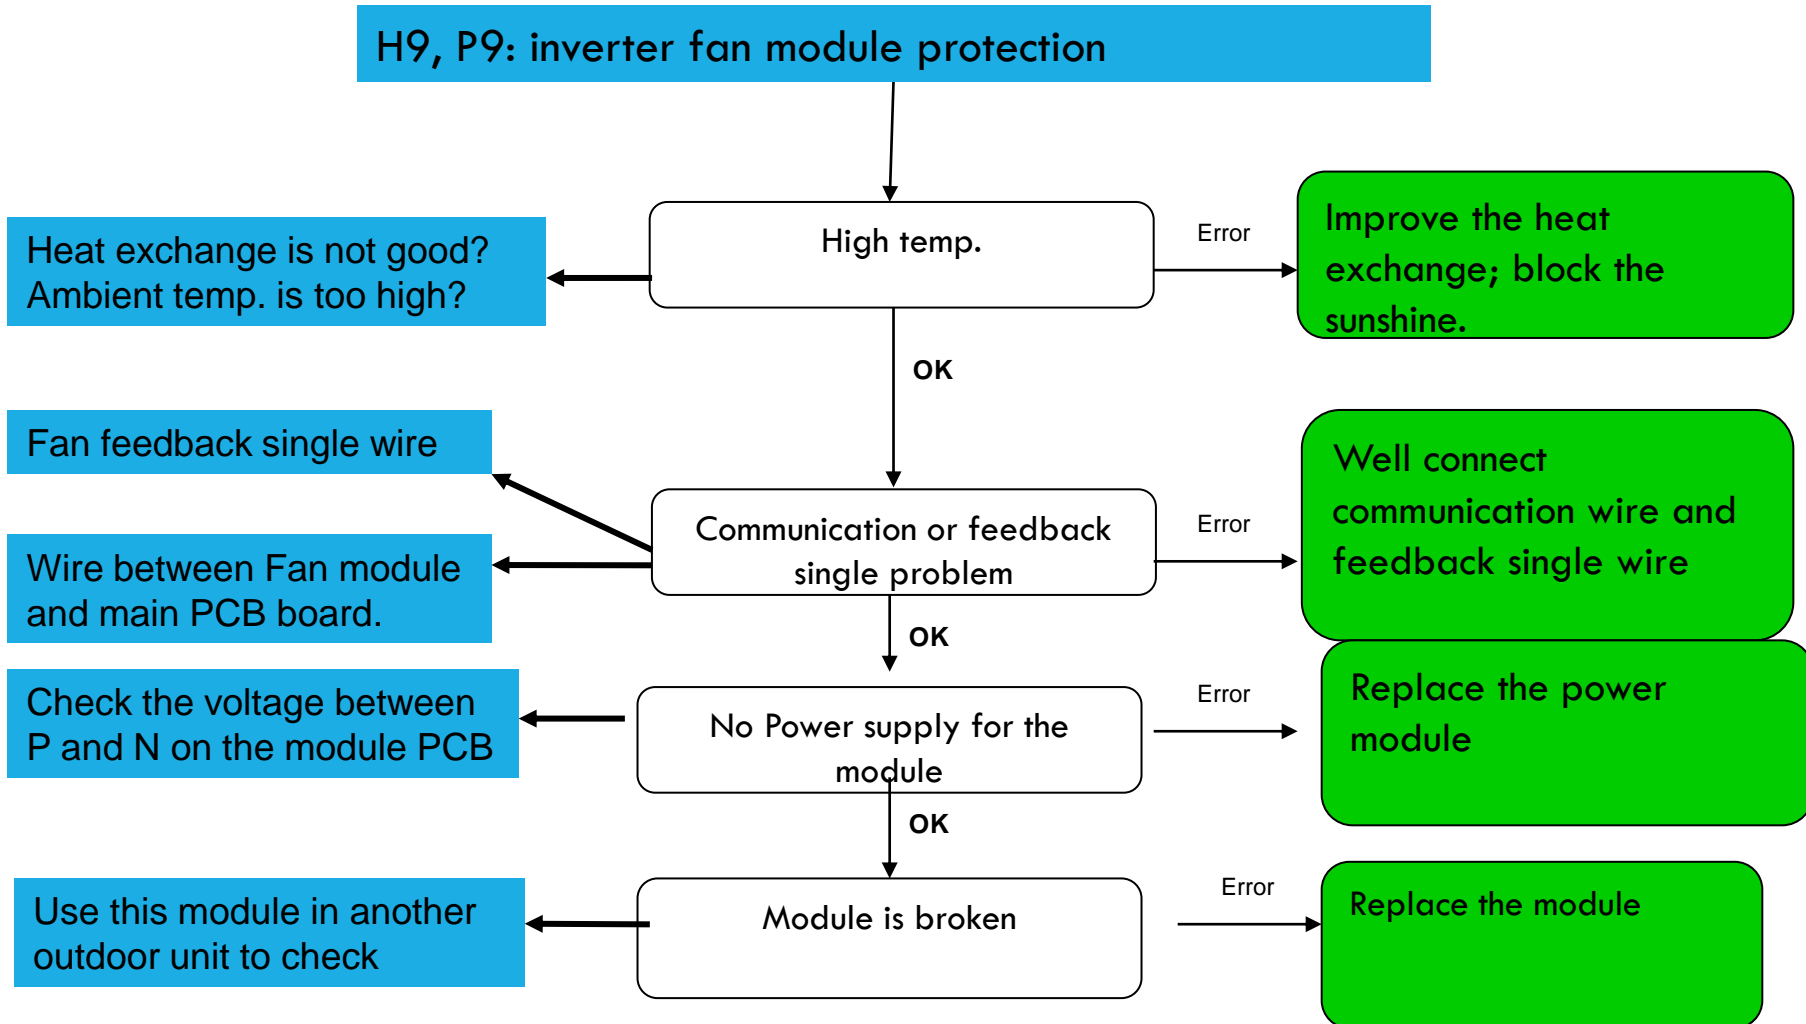 H9, P9: inverter fan module protection
Heat exchange is not good?
Ambient temp. is too high?
High temp.
Error
Improve the heat
exchange; block the
sunshine.
OK
Fan feedback single wire
Wire between Fan module
and main PCB board.
Communication or feedback
single problem
Error
Well connect
communication wire and
feedback single wire
OK
Check the voltage between
P and N on the module PCB
No Power supply for the
module
Error
Replace the power
module
OK
Use this module in another
outdoor unit to check
Module is broken
Error
Replace the module